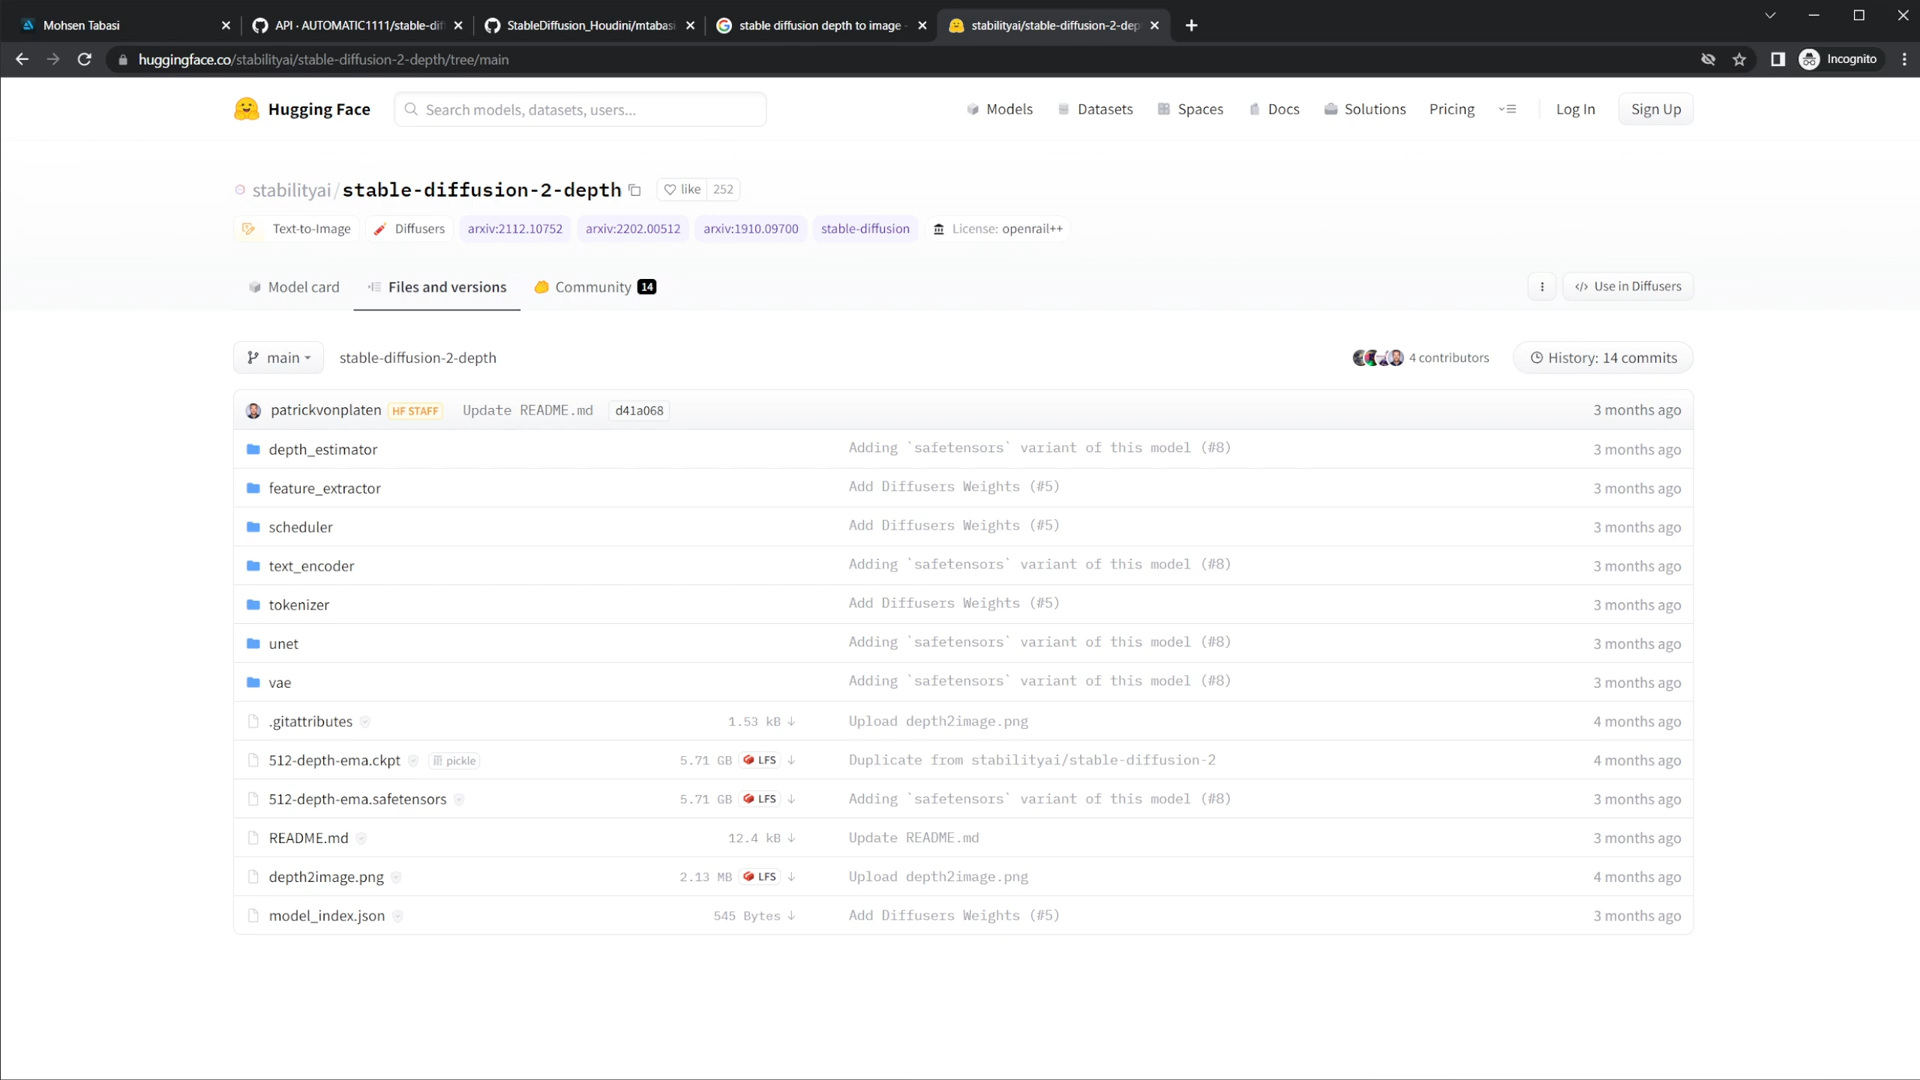 Mohsen Tabasi
API · AUTOMATIC1111/stable-dif
StableDiffusion_Houdini/mtabasi
stable diffusion depth to image -
stabilityai/stable-diffusion-2-dep
huggingface.co/stabilityai/stable-diffusion-2-depth/tree/main
Incognito
Hugging Face
Search models, datasets, users...
Models
Datasets
Spaces
Docs
Solutions
Pricing
Log In
Sign Up
stabilityai/stable-diffusion-2-depth
like 252
Text-to-Image
Diffusers
arxiv:2112.10752
arxiv:2202.00512
arxiv:1910.09700
stable-diffusion
License: openrail++
Model card
Files and versions
Community 14
</> Use in Diffusers
main
stable-diffusion-2-depth
4 contributors
History: 14 commits
patrickvonplaten HF STAFF Update README.md d41a068 3 months ago
depth_estimator Adding `safetensors` variant of this model (#8) 3 months ago
feature_extractor Add Diffusers Weights (#5) 3 months ago
scheduler Add Diffusers Weights (#5) 3 months ago
text_encoder Adding `safetensors` variant of this model (#8) 3 months ago
tokenizer Add Diffusers Weights (#5) 3 months ago
unet Adding `safetensors` variant of this model (#8) 3 months ago
vae Adding `safetensors` variant of this model (#8) 3 months ago
.gitattributes 1.53 kB Upload depth2image.png 4 months ago
512-depth-ema.ckpt pickle 5.71 GB LFS Duplicate from stabilityai/stable-diffusion-2 4 months ago
512-depth-ema.safetensors 5.71 GB LFS Adding `safetensors` variant of this model (#8) 3 months ago
README.md 12.4 kB Update README.md 3 months ago
depth2image.png 2.13 MB LFS Upload depth2image.png 4 months ago
model_index.json 545 Bytes Add Diffusers Weights (#5) 3 months ago